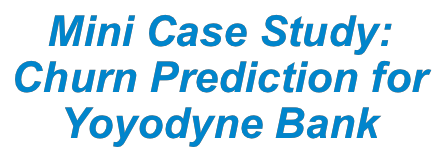 Mini Case Study:
Churn Prediction for
Yoyodyne Bank